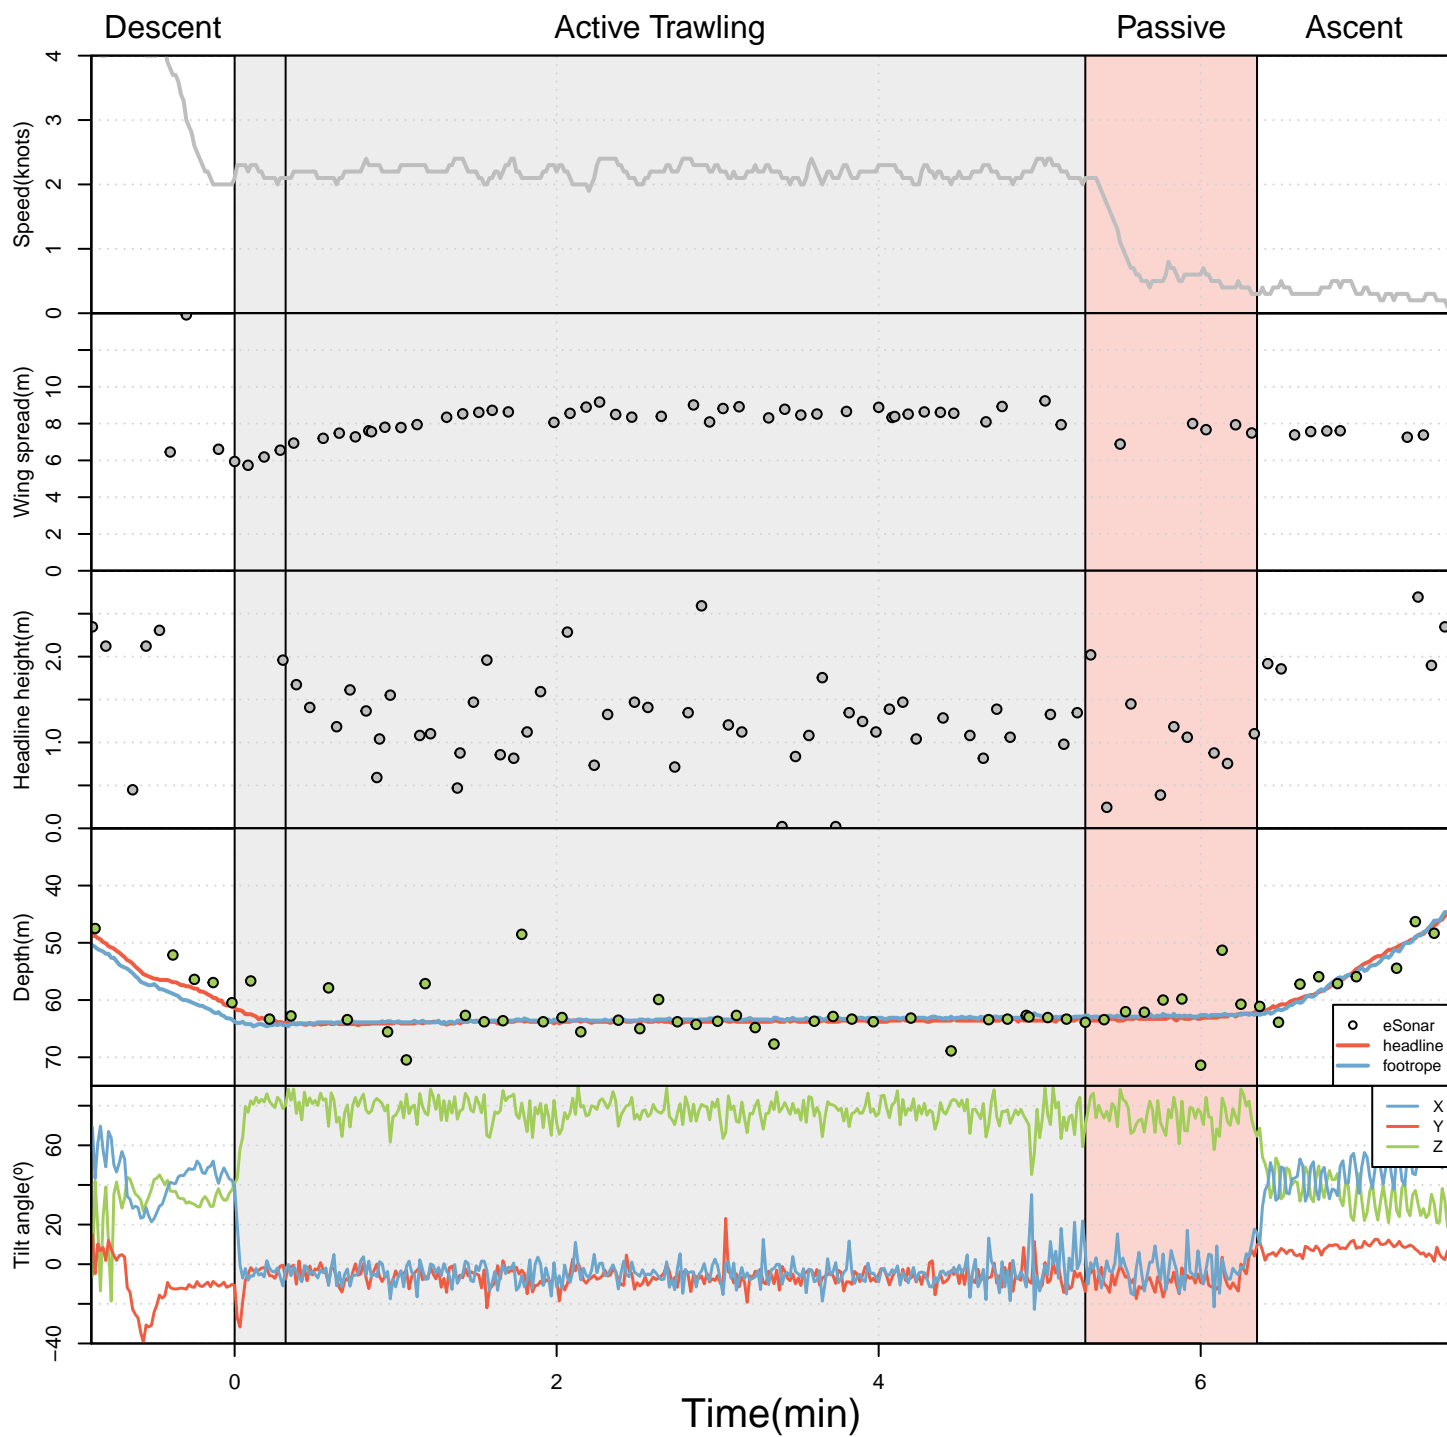 Descent Active Trawling Passive Ascent
Speed(knots)
4
3
2
1
0
Wing spread(m)
10
8
6
4
2
0
Headline height(m)
2.0
1.0
0.0
Depth(m)
40
50
60
70
eSonar
headline
footrope
Tilt angle(º)
60
20
0
−40
X
Y
Z
0 2 4 6
Time(min)